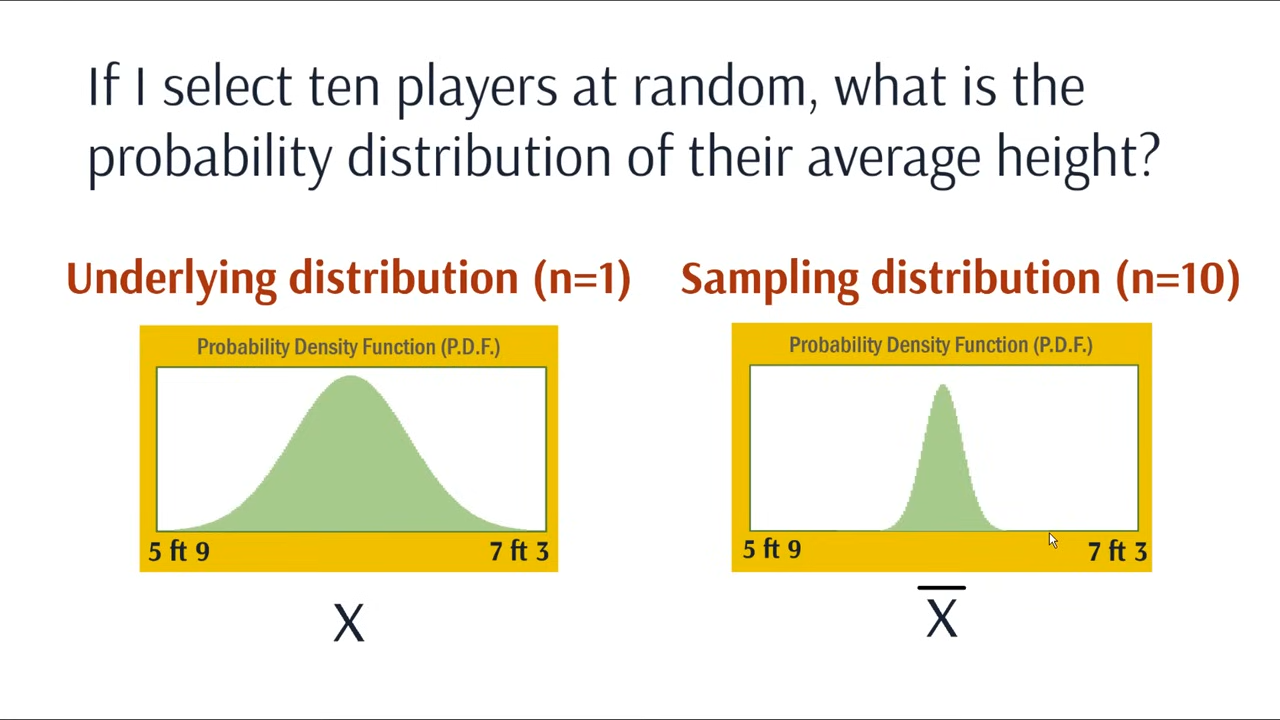 If I select ten players at random, what is the
probability distribution of their average height?
Underlying distribution (n=1)
Sampling distribution (n=10)
Probability Density Function (P.D.F.)
5 ft 9
7 ft 3
X
Probability Density Function (P.D.F.)
5 ft 9
7 ft 3
X̅